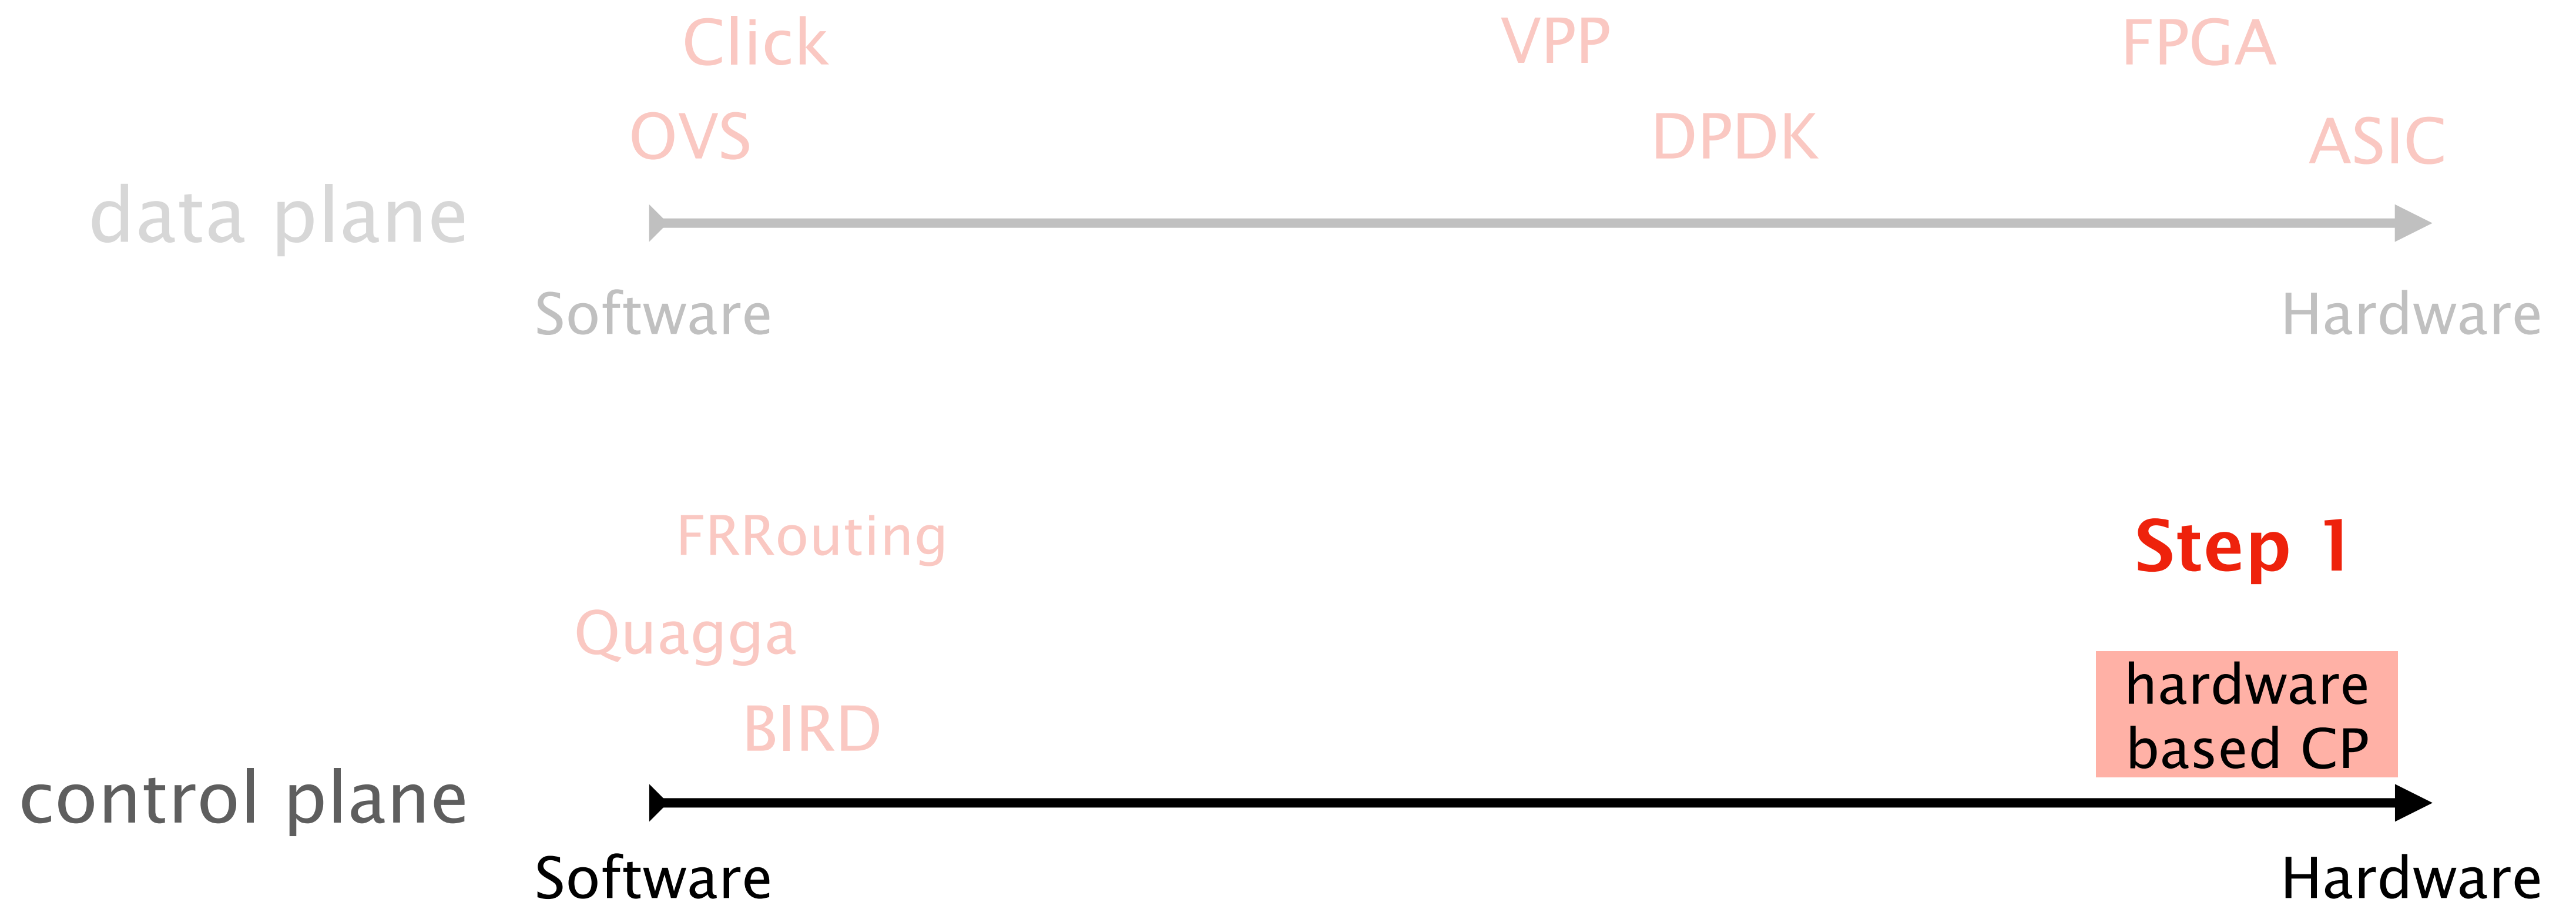 Click
VPP
FPGA
OVS
DPDK
ASIC
data plane
Software
Hardware
FRRouting
Step 1
Quagga
hardware
based CP
BIRD
control plane
Software
Hardware